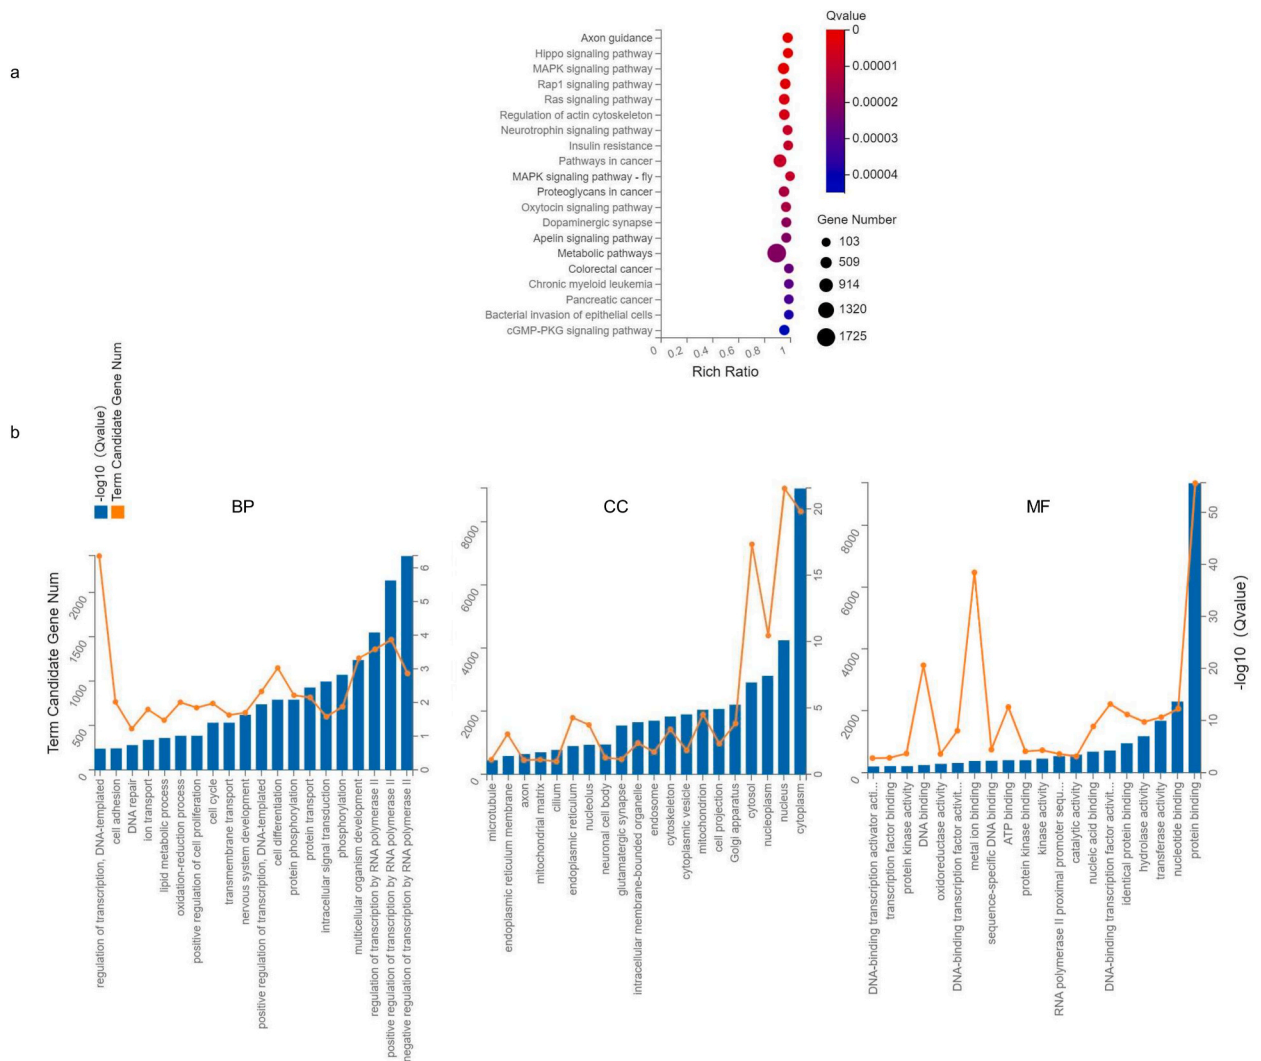 a
Axon guidance
Hippo signaling pathway
MAPK signaling pathway
Rap1 signaling pathway
Ras signaling pathway
Regulation of actin cytoskeleton
Neurotrophin signaling pathway
Insulin resistance
Pathways in cancer
MAPK signaling pathway - fly
Proteoglycans in cancer
Oxytocin signaling pathway
Dopaminergic synapse
Apelin signaling pathway
Metabolic pathways
Colorectal cancer
Chronic myeloid leukemia
Pancreatic cancer
Bacterial invasion of epithelial cells
cGMP-PKG signaling pathway
0 0.2 0.4 0.6 0.8 1
Rich Ratio
Qvalue
0
0.00001
0.00002
0.00003
0.00004
Gene Number
103
509
914
1320
1725
b
-log10（Qvalue）
Term Candidate Gene Num
BP
Term Candidate Gene Num
2000
1500
1000
500
0
6
5
4
3
2
1
0
regulation of transcription, DNA-templated
cell adhesion
DNA repair
ion transport
lipid metabolic process
oxidation-reduction process
positive regulation of cell proliferation
cell cycle
transmembrane transport
nervous system development
positive regulation of transcription, DNA-templated
cell differentiation
protein phosphorylation
protein transport
intracellular signal transduction
phosphorylation
multicellular organism development
regulation of transcription by RNA polymerase II
positive regulation of transcription by RNA polymerase II
negative regulation of transcription by RNA polymerase II
CC
8000
6000
4000
2000
0
20
15
10
5
0
microtubule
endoplasmic reticulum membrane
axon
mitochondrial matrix
cilium
endoplasmic reticulum
nucleolus
neuronal cell body
glutamatergic synapse
intracellular membrane-bounded organelle
endosome
cytoskeleton
cytoplasmic vesicle
mitochondrion
cell projection
Golgi apparatus
cytosol
nucleoplasm
nucleus
cytoplasm
MF
8000
6000
4000
2000
0
50
40
30
20
10
0
-log10（Qvalue）
DNA-binding transcription activator acti...
transcription factor binding
protein kinase activity
DNA binding
oxidoreductase activity
DNA-binding transcription factor activit...
metal ion binding
sequence-specific DNA binding
ATP binding
protein kinase binding
kinase activity
RNA polymerase II proximal promoter sequ...
catalytic activity
nucleic acid binding
DNA-binding transcription factor activit...
identical protein binding
hydrolase activity
transferase activity
nucleotide binding
protein binding